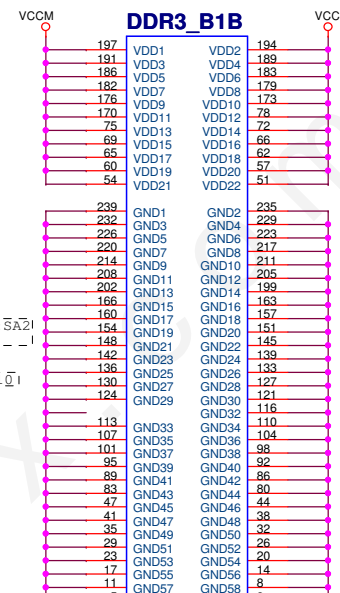 VCCM DDR3_B1B VCC
197 VDD1 VDD2 194
191 VDD3 VDD4 189
186 VDD5 VDD6 183
182 VDD7 VDD8 179
176 VDD9 VDD10 173
170 VDD11 VDD12 78
75 VDD13 VDD14 72
69 VDD15 VDD16 66
65 VDD17 VDD18 62
60 VDD19 VDD20 57
54 VDD21 VDD22 51
239 GND1 GND2 235
232 GND3 GND4 229
226 GND5 GND6 223
220 GND7 GND8 217
214 GND9 GND10 211
208 GND11 GND12 205
202 GND13 GND14 199
166 GND15 GND16 163
160 GND17 GND18 157
SA2
154 GND19 GND20 151
148 GND21 GND22 145
142 GND23 GND24 139
136 GND25 GND26 133
130 GND27 GND28 127
124 GND29 GND30 121
GND32 116
113 GND33 GND34 110
107 GND35 GND36 104
101 GND37 GND38 98
95 GND39 GND40 92
89 GND41 GND42 86
83 GND43 GND44 80
47 GND45 GND46 44
41 GND47 GND48 38
35 GND49 GND50 32
29 GND51 GND52 26
23 GND53 GND54 20
17 GND55 GND56 14
11 GND57 GND58 8